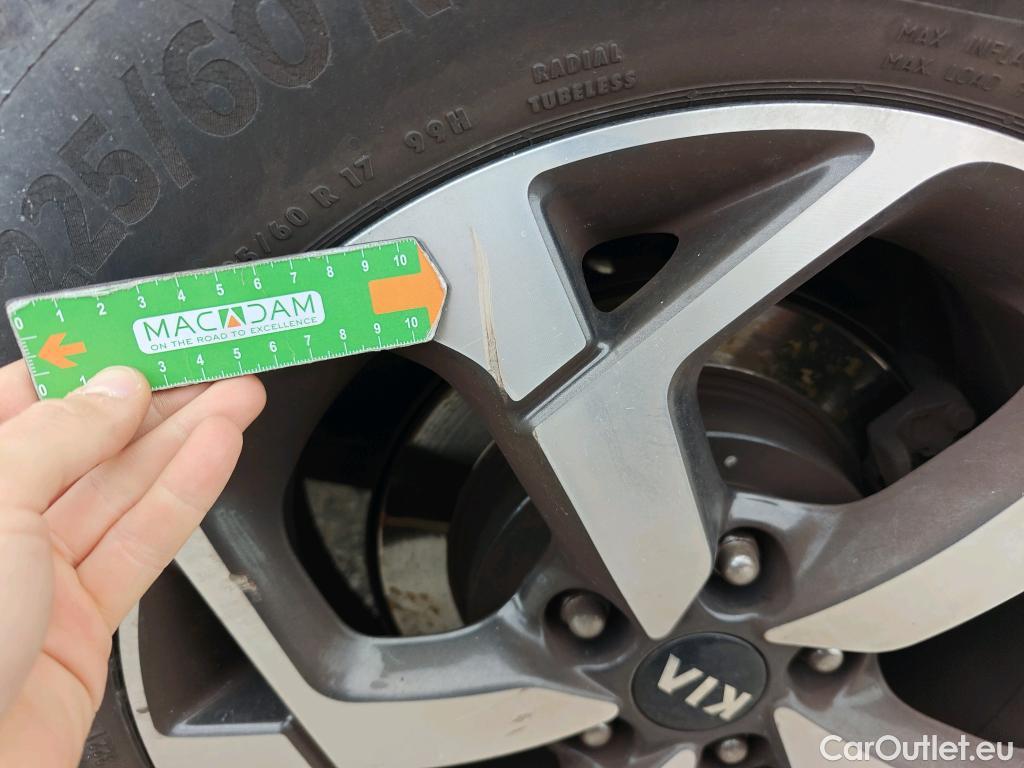 225/60 R
RADIAL
TUBELESS
MAX INFLA
MAX LOAD
5/60 R 17 99H
0 1 2 3 4 5 6 7 8 9 10
MACADAM
ON THE ROAD TO EXCELLENCE
0 1 3 4 5 6 7 8 9 10
KIA
CarOutlet.eu